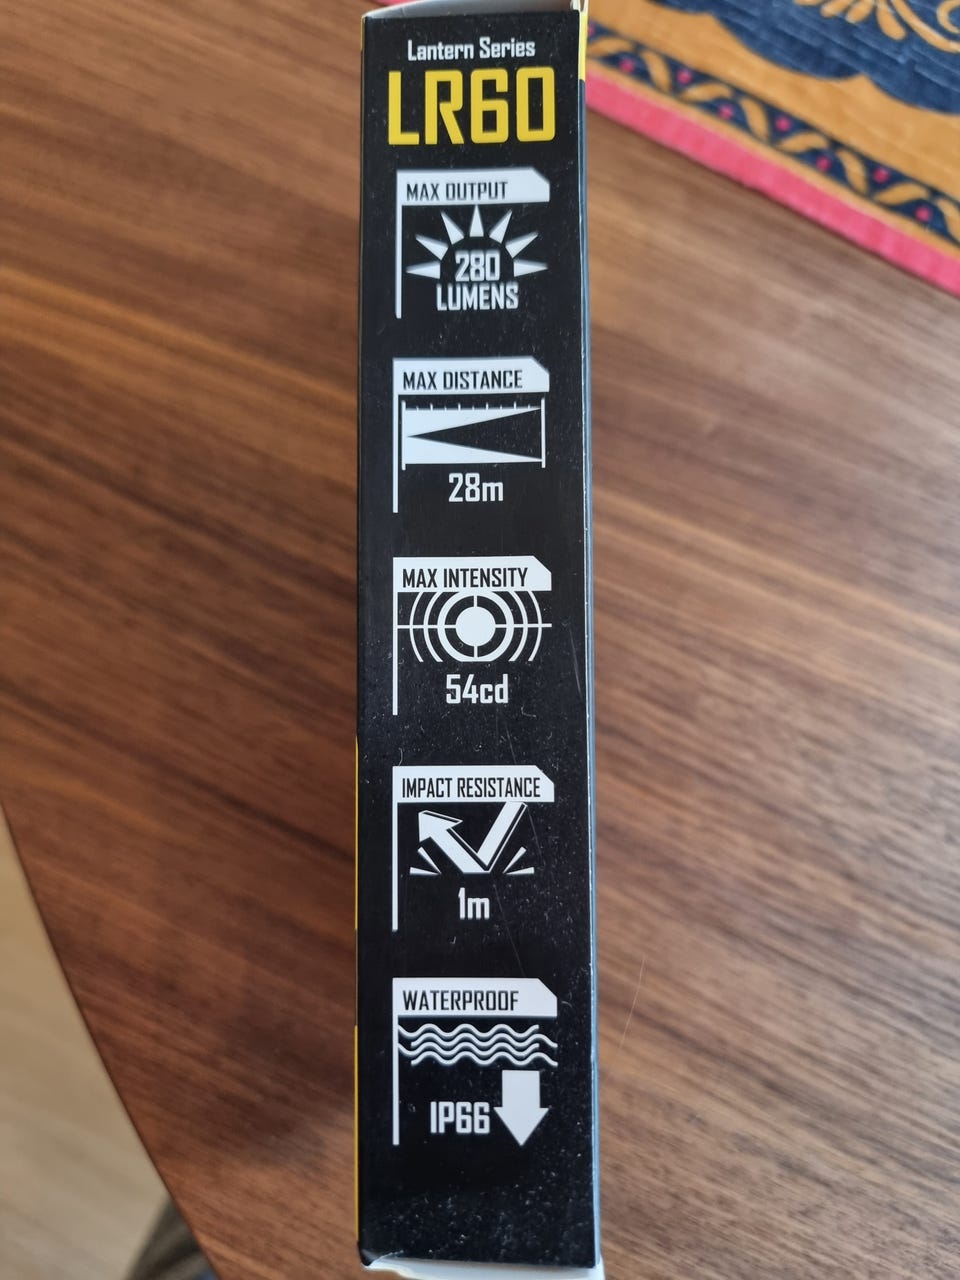 Lantern Series
LR60
MAX OUTPUT
280
LUMENS
MAX DISTANCE
28m
MAX INTENSITY
54cd
IMPACT RESISTANCE
1m
WATERPROOF
IP66